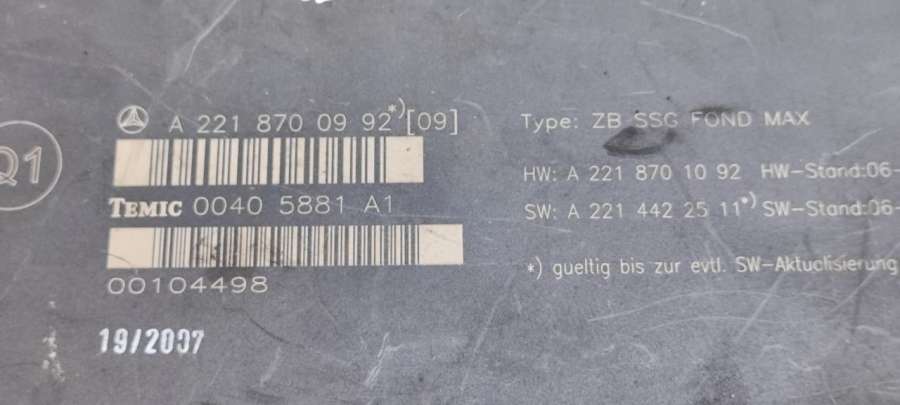 A 221 870 09 92*)[09]
TEMIC 0040 5881 A1
00104498
19/2007
Q1
Type: ZB SSG FOND MAX
HW: A 221 870 10 92 HW-Stand:06-
SW: A 221 442 25 11*) SW-Stand:06-
*) gueltig bis zur evtl. SW-Aktualisierung